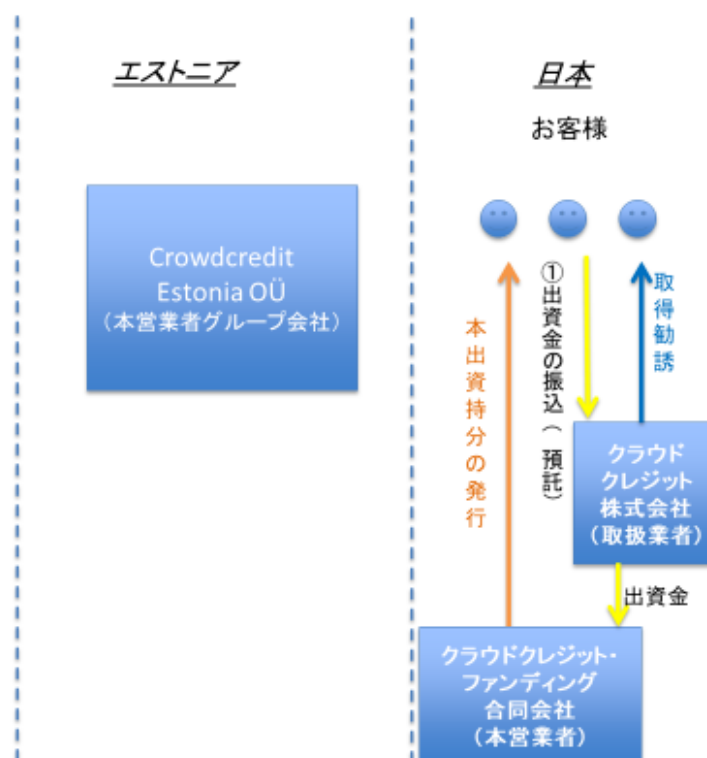 エストニア
日本
お客様
Crowdcredit
Estonia OÜ
（本営業者グループ会社）
本出資持分の発行
①出資金の振込（預託）
取得勧誘
クラウド
クレジット
株式会社
（取扱業者）
出資金
クラウドクレジット・
ファンディング
合同会社
（本営業者）